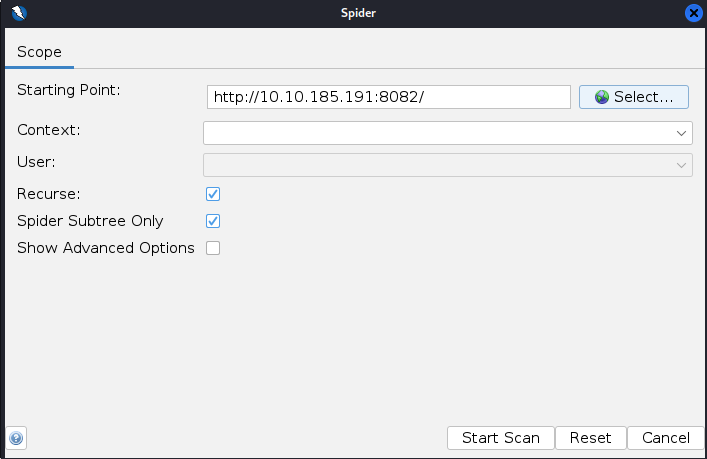 Spider
Scope
Starting Point: http://10.10.185.191:8082/ Select...
Context:
User:
Recurse:
Spider Subtree Only
Show Advanced Options
Start Scan Reset Cancel